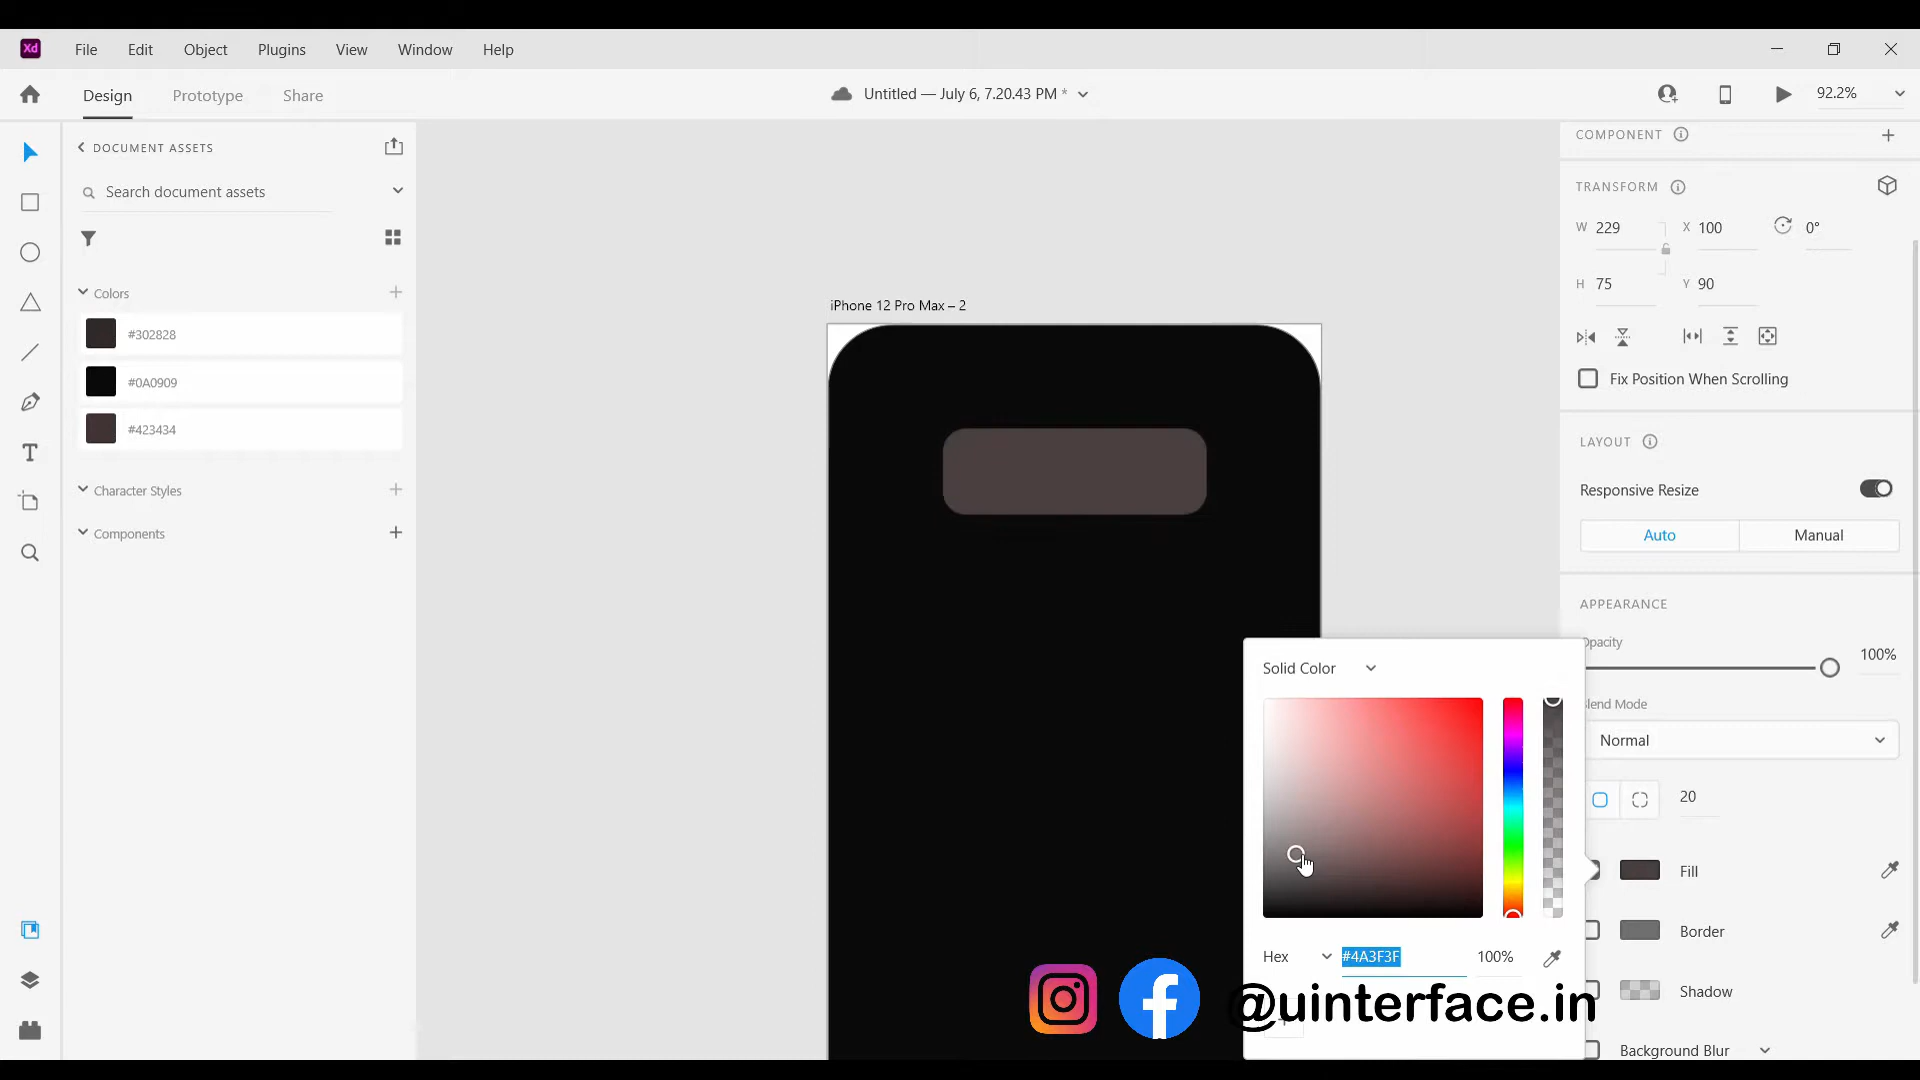 Xd File Edit Object Plugins View Window Help
Design Prototype Share
Untitled — July 6, 7.20.43 PM *
92.2%
DOCUMENT ASSETS
Search document assets
Colors
#302828
#0A0909
#423434
Character Styles
Components
iPhone 12 Pro Max – 2
COMPONENT
TRANSFORM
W 229 X 100 0°
H 75 Y 90
Fix Position When Scrolling
LAYOUT
Responsive Resize
Auto Manual
APPEARANCE
Opacity
100%
Blend Mode
Normal
20
Fill
Border
Shadow
Background Blur
Solid Color
Hex #4A3F3F 100%
@uinterface.in